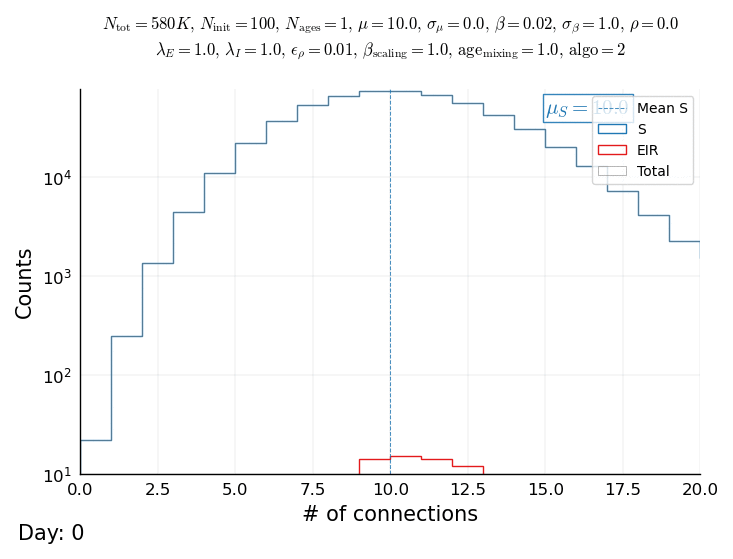 N_tot = 580K, N_init = 100, N_ages = 1, μ = 10.0, σ_μ = 0.0, β = 0.02, σ_β = 1.0, ρ = 0.0
λ_E = 1.0, λ_I = 1.0, ϵ_ρ = 0.01, β_scaling = 1.0, age_mixing = 1.0, algo = 2
μ_S = 10.0
Mean S
S
EIR
Total
Counts
10^4
10^3
10^2
10^1
0.0 2.5 5.0 7.5 10.0 12.5 15.0 17.5 20.0
# of connections
Day: 0